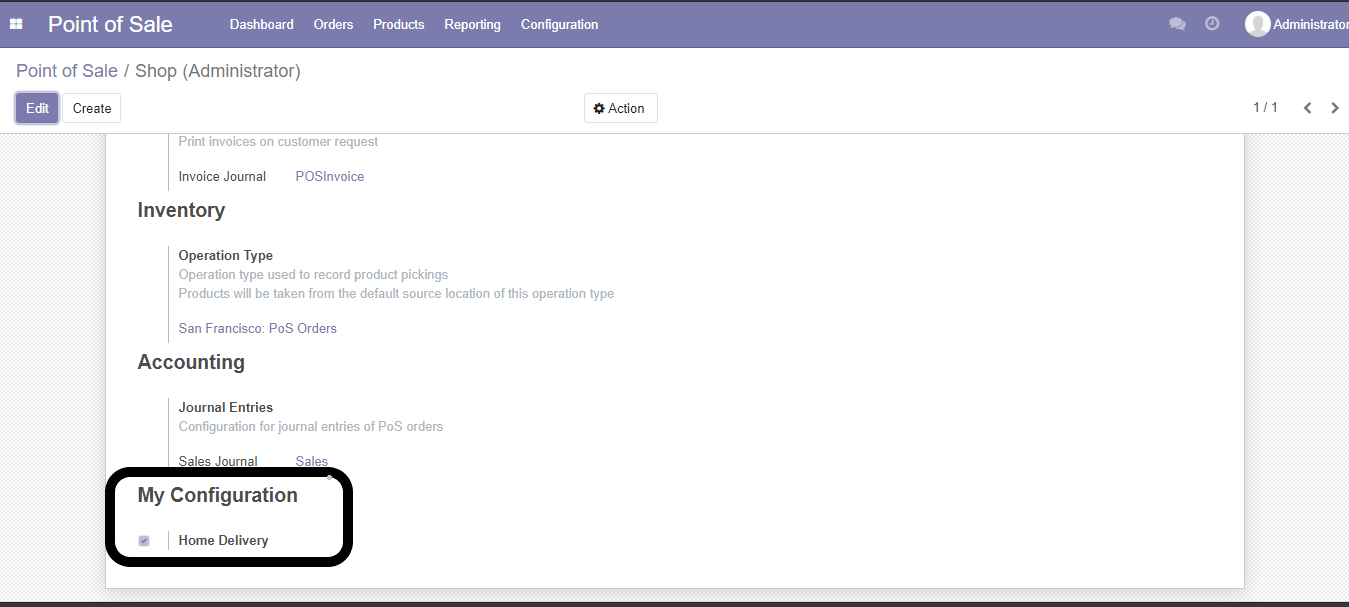 Point of Sale Dashboard Orders Products Reporting Configuration Administrator
Point of Sale / Shop (Administrator)
Edit Create Action 1 / 1
Print invoices on customer request
Invoice Journal POSInvoice
Inventory
Operation Type
Operation type used to record product pickings
Products will be taken from the default source location of this operation type
San Francisco: PoS Orders
Accounting
Journal Entries
Configuration for journal entries of PoS orders
Sales Journal Sales
My Configuration
Home Delivery